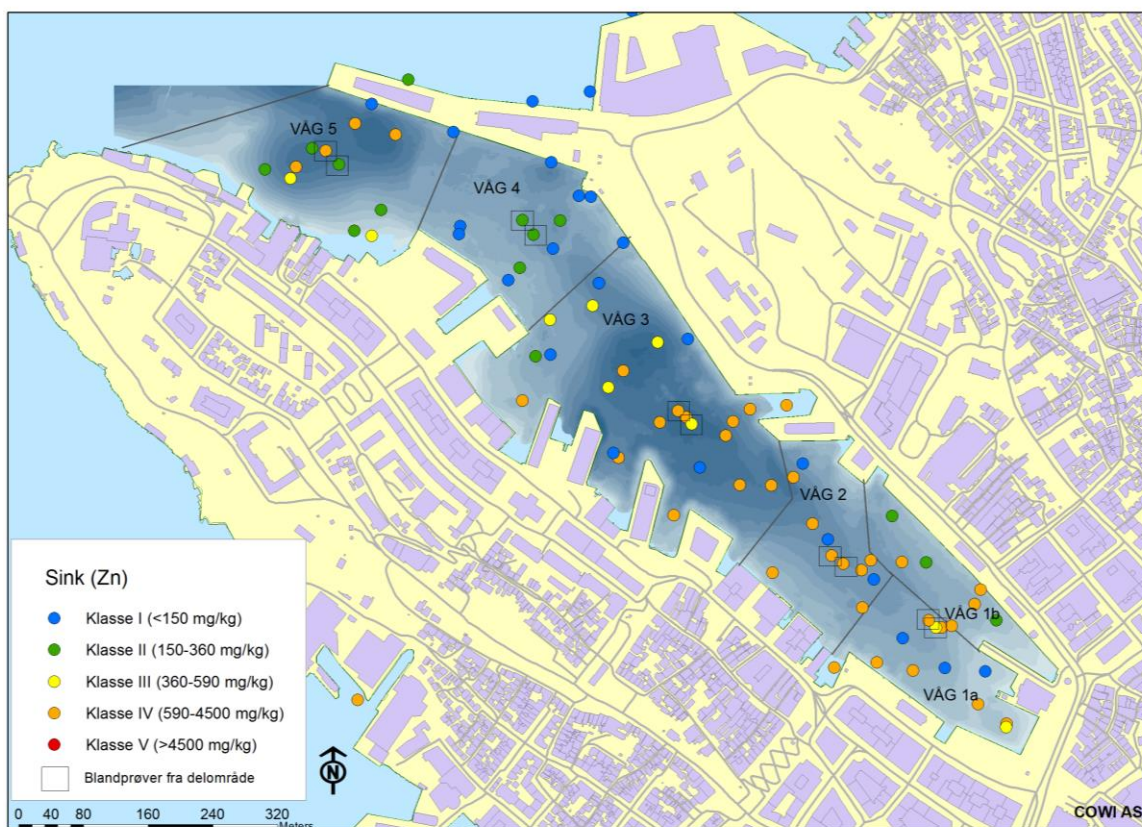 VÅG 5
VÅG 4
VÅG 3
VÅG 2
VÅG 1b
VÅG 1a
Sink (Zn)
Klasse I (<150 mg/kg)
Klasse II (150-360 mg/kg)
Klasse III (360-590 mg/kg)
Klasse IV (590-4500 mg/kg)
Klasse V (>4500 mg/kg)
Blandprøver fra delområde
N
0 40 80 160 240 320
Meters
COWI AS